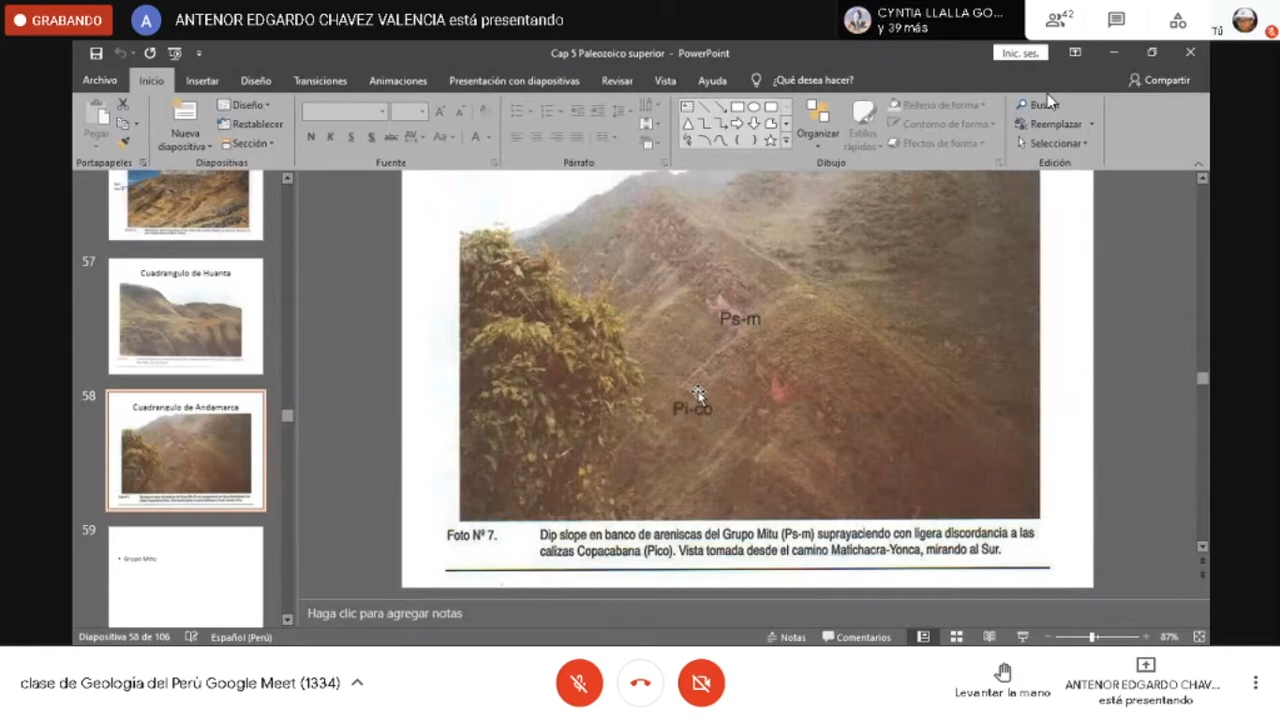 GRABANDO
A
ANTENOR EDGARDO CHAVEZ VALENCIA está presentando
CYNTIA LLALLA GO...
y 39 más
42
Tú
Cap 5 Paleozoico superior - PowerPoint
Inic. ses.
Archivo Inicio Insertar Diseño Transiciones Animaciones Presentación con diapositivas Revisar Vista Ayuda ¿Qué desea hacer? Compartir
Pegar
Portapapeles
Nueva
diapositiva
Diseño
Restablecer
Sección
Diapositivas
N K S S abc AV Aa A
Fuente
Párrafo
Organizar
Estilos
rápidos
Relleno de forma
Contorno de forma
Efectos de forma
Dibujo
Reemplazar
Seleccionar
Edición
57
Cuadrangulo de Huanta
58
Cuadrangulo de Andamarca
59
• Grupo Mitu
Ps-m
Pi-co
Foto Nº 7. Dip slope en banco de areniscas del Grupo Mitu (Ps-m) suprayaciendo con ligera discordancia a las
calizas Copacabana (Pico). Vista tomada desde el camino Matichacra-Yonca, mirando al Sur.
Haga clic para agregar notas
Diapositiva 58 de 106 Español (Perú) Notas Comentarios 87%
clase de Geología del Perú Google Meet (1334)
Levantar la mano
ANTENOR EDGARDO CHAV...
está presentando